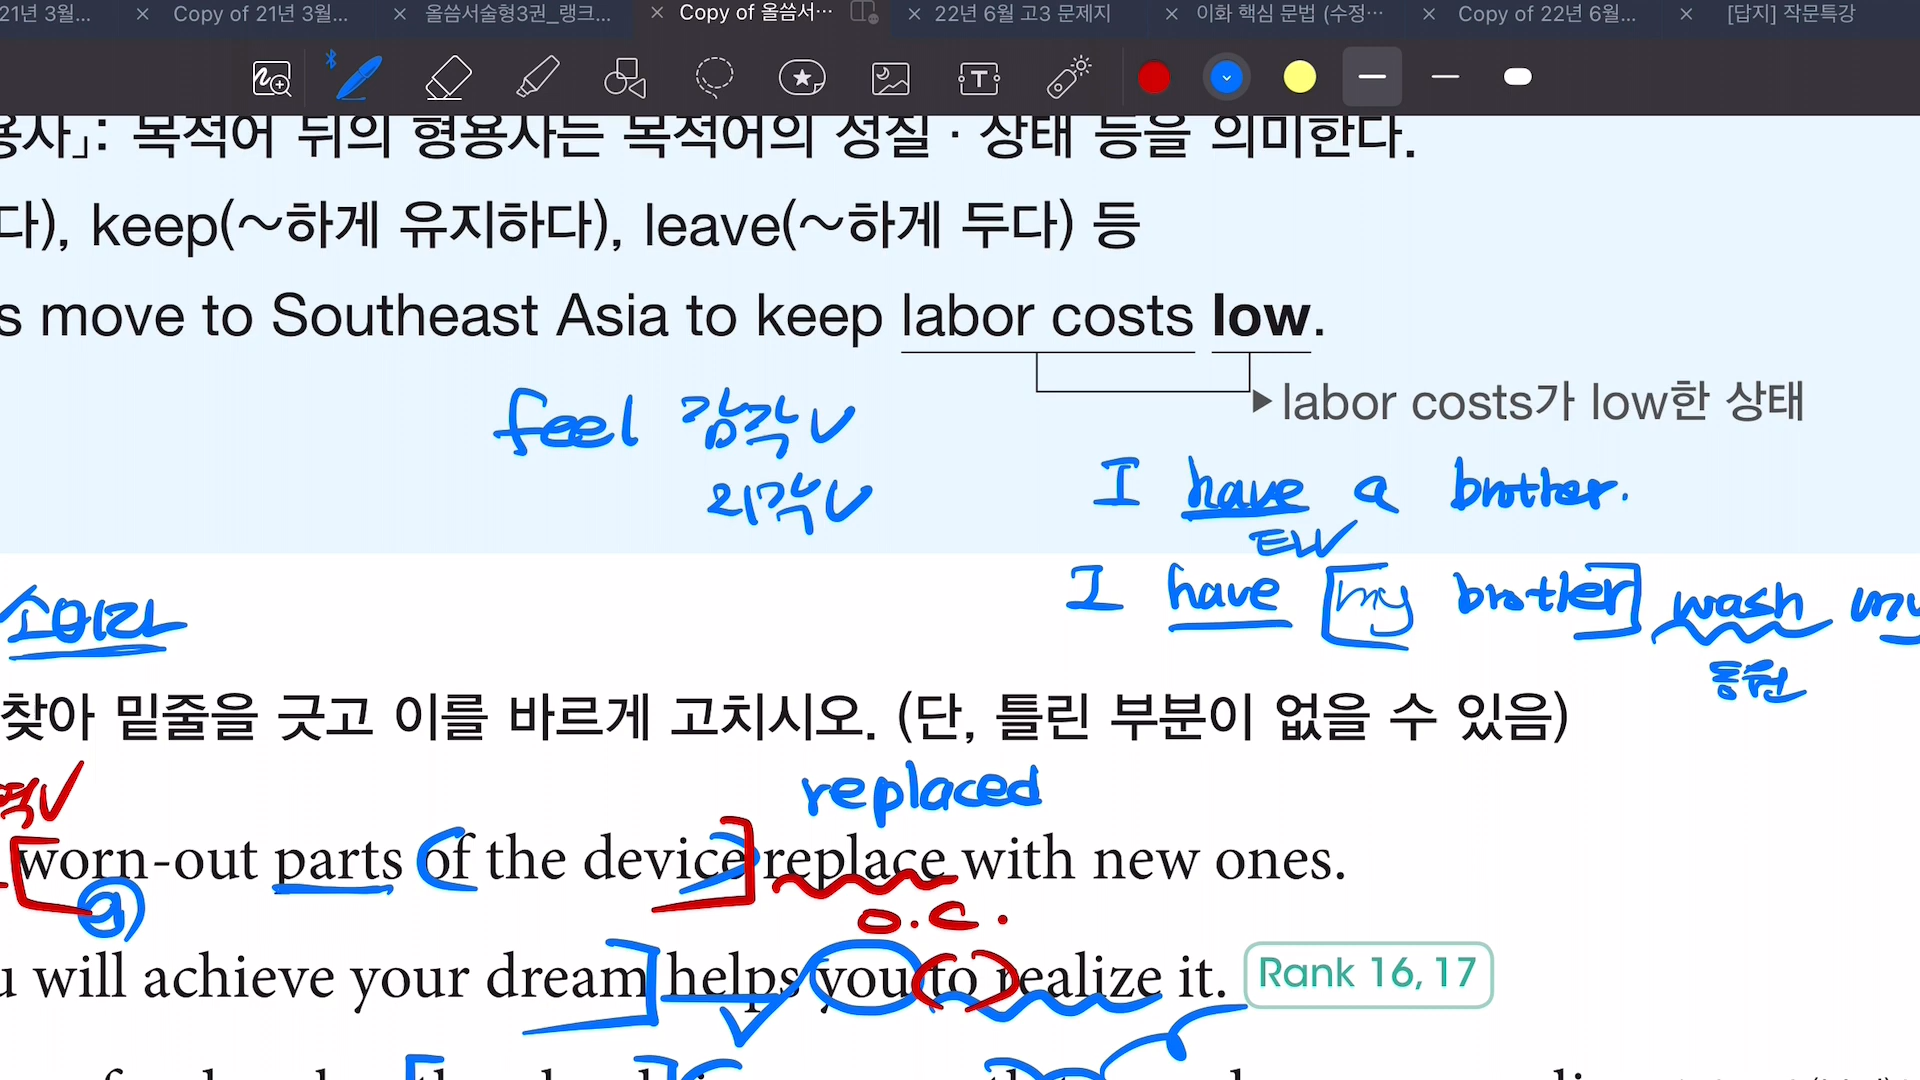 21년 3월...
Copy of 21년 3월...
올씀서술형3권_랭크...
Copy of 올씀서...
22년 6월 고3 문제지
이화 핵심 문법 (수정...
Copy of 22년 6월...
[답지] 작문특강
용사」: 목적어 뒤의 형용사는 목적어의 성질 · 상태 등을 의미한다.
다), keep(~하게 유지하다), leave(~하게 두다) 등
s move to Southeast Asia to keep labor costs low.
▶labor costs가 low한 상태
feel 감각V
지각V
I have a brother.
I have [my brother] wash my
소미라
동원
찾아 밑줄을 긋고 이를 바르게 고치시오. (단, 틀린 부분이 없을 수 있음)
역V
replaced
worn-out parts of the device replace with new ones.
a)
O.C.
u will achieve your dream helps you to realize it. Rank 16, 17